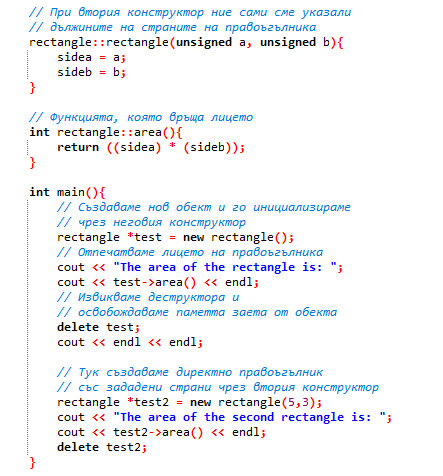 // При втория конструктор ние сами сме указали
// дължините на страните на правоъгълника
rectangle::rectangle(unsigned a, unsigned b){
    sidea = a;
    sideb = b;
}

// Функцията, която връща лицето
int rectangle::area(){
    return ((sidea) * (sideb));
}

int main(){
    // Създаваме нов обект и го инициализираме
    // чрез неговия конструктор
    rectangle *test = new rectangle();
    // Отпечатваме лицето на правоъгълника
    cout << "The area of the rectangle is: ";
    cout << test->area() << endl;
    // Извикваме деструктора и
    // освобождаваме паметта заета от обекта
    delete test;
    cout << endl << endl;

    // Тук създаваме директно правоъгълник
    // със зададени страни чрез втория конструктор
    rectangle *test2 = new rectangle(5,3);
    cout << "The area of the second rectangle is: ";
    cout << test2->area() << endl;
    delete test2;
}